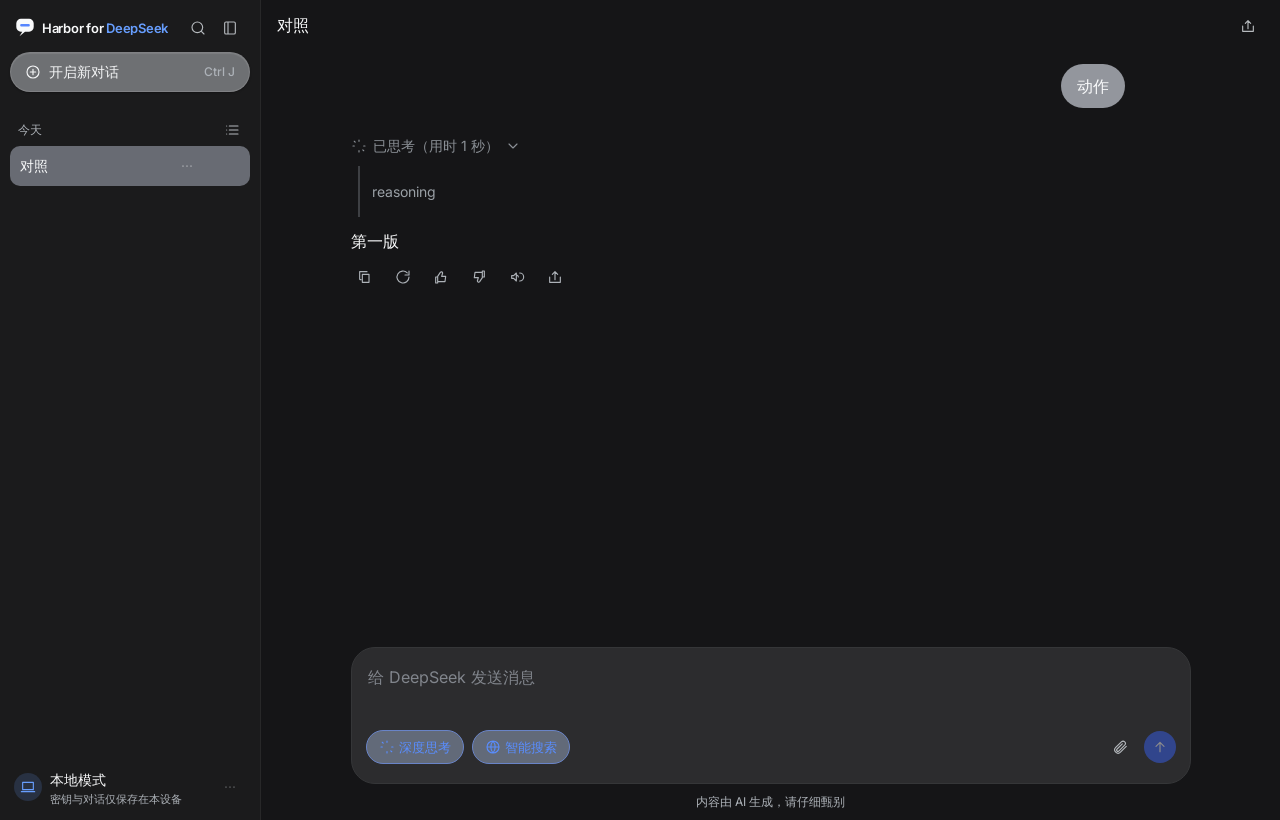 Harbor for DeepSeek
开启新对话 Ctrl J
今天
对照
本地模式
密钥与对话仅保存在本设备
对照
动作
已思考（用时 1 秒）
reasoning
第一版
给 DeepSeek 发送消息
深度思考 智能搜索
内容由 AI 生成，请仔细甄别